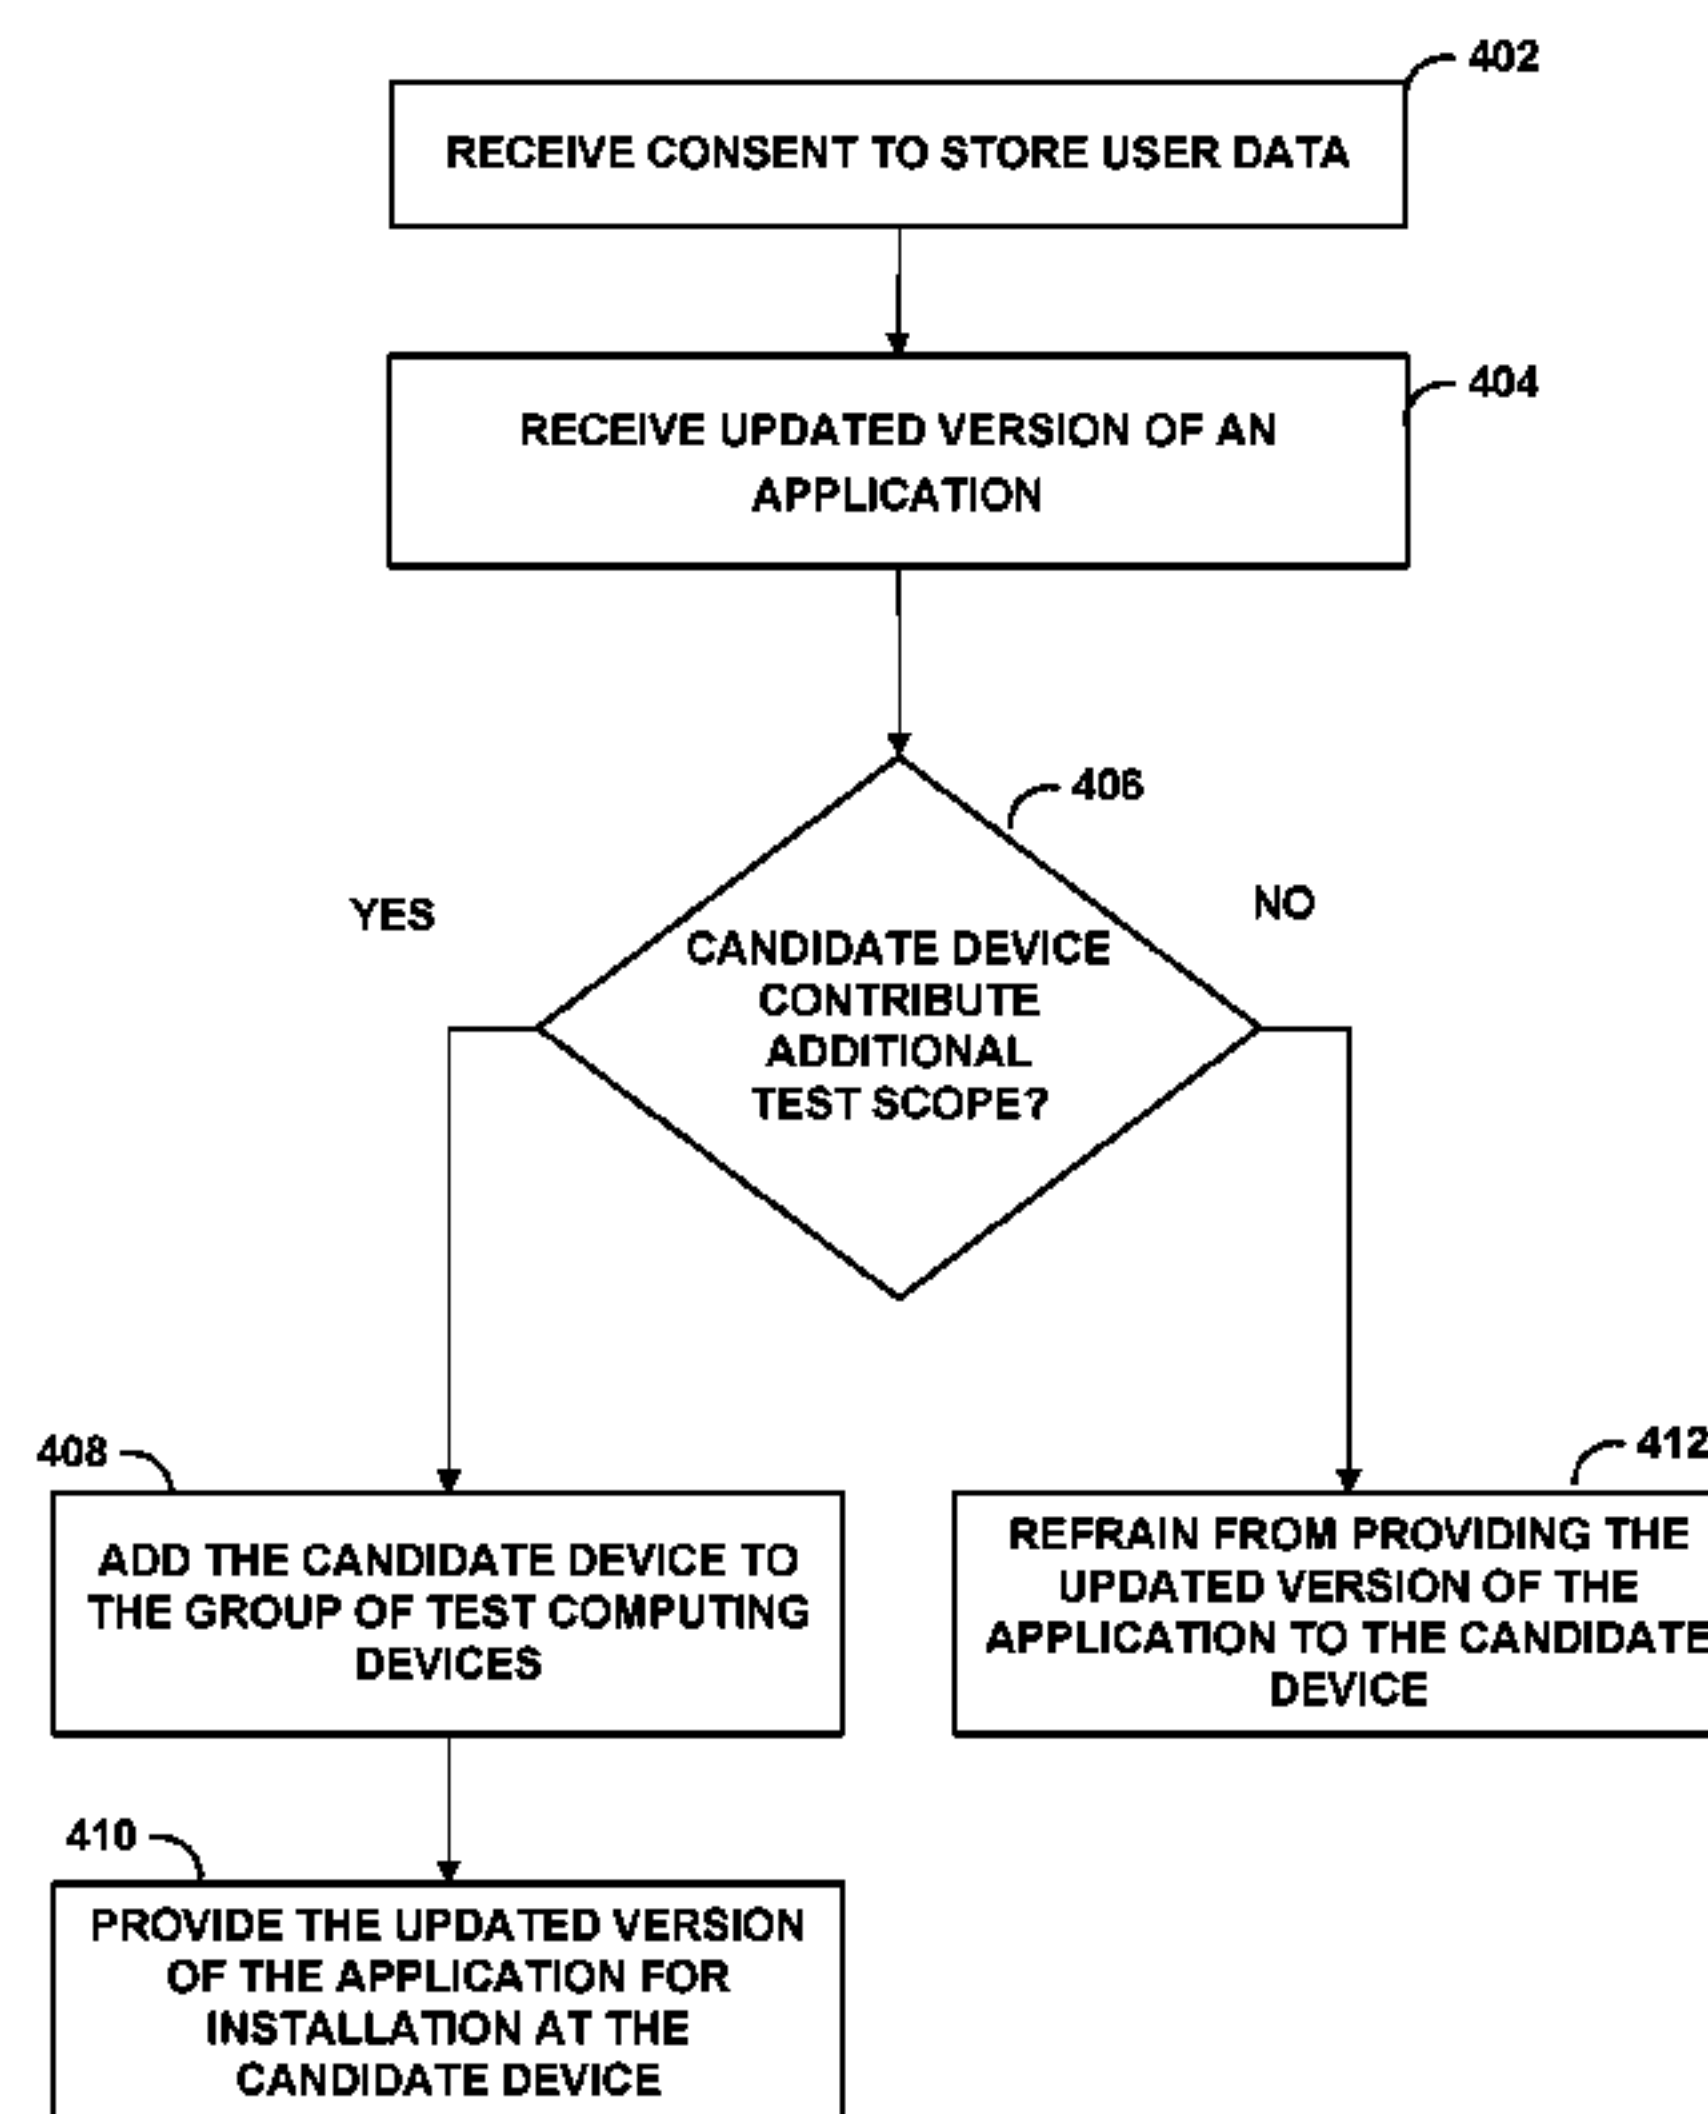 402
RECEIVE CONSENT TO STORE USER DATA
404
RECEIVE UPDATED VERSION OF AN
APPLICATION
406
YES
NO
CANDIDATE DEVICE
CONTRIBUTE
ADDITIONAL
TEST SCOPE?
408
ADD THE CANDIDATE DEVICE TO
THE GROUP OF TEST COMPUTING
DEVICES
412
REFRAIN FROM PROVIDING THE
UPDATED VERSION OF THE
APPLICATION TO THE CANDIDATE
DEVICE
410
PROVIDE THE UPDATED VERSION
OF THE APPLICATION FOR
INSTALLATION AT THE
CANDIDATE DEVICE